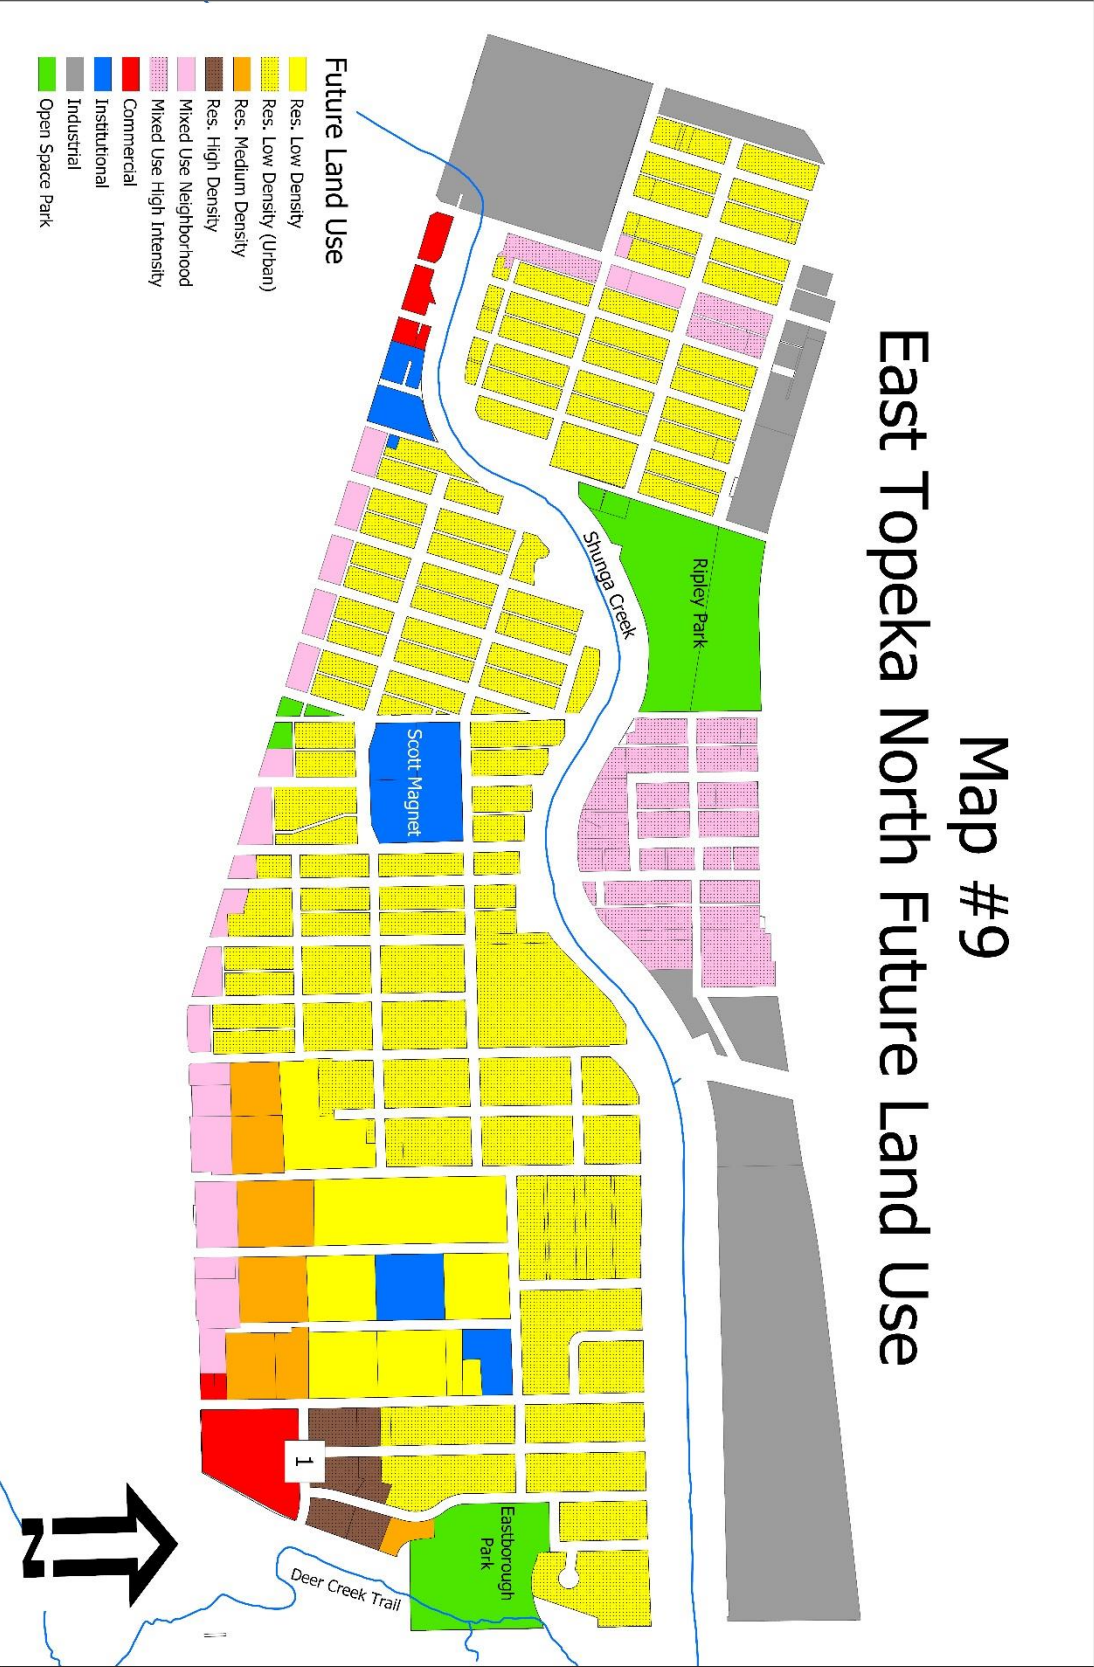 Map #9
East Topeka North Future Land Use
Ripley Park
Shunga Creek
Scott Magnet
Eastborough
Park
Deer Creek Trail
1
Future Land Use
Res. Low Density
Res. Low Density (Urban)
Res. Medium Density
Res. High Density
Mixed Use Neighborhood
Mixed Use High Intensity
Commercial
Institutional
Industrial
Open Space Park
N